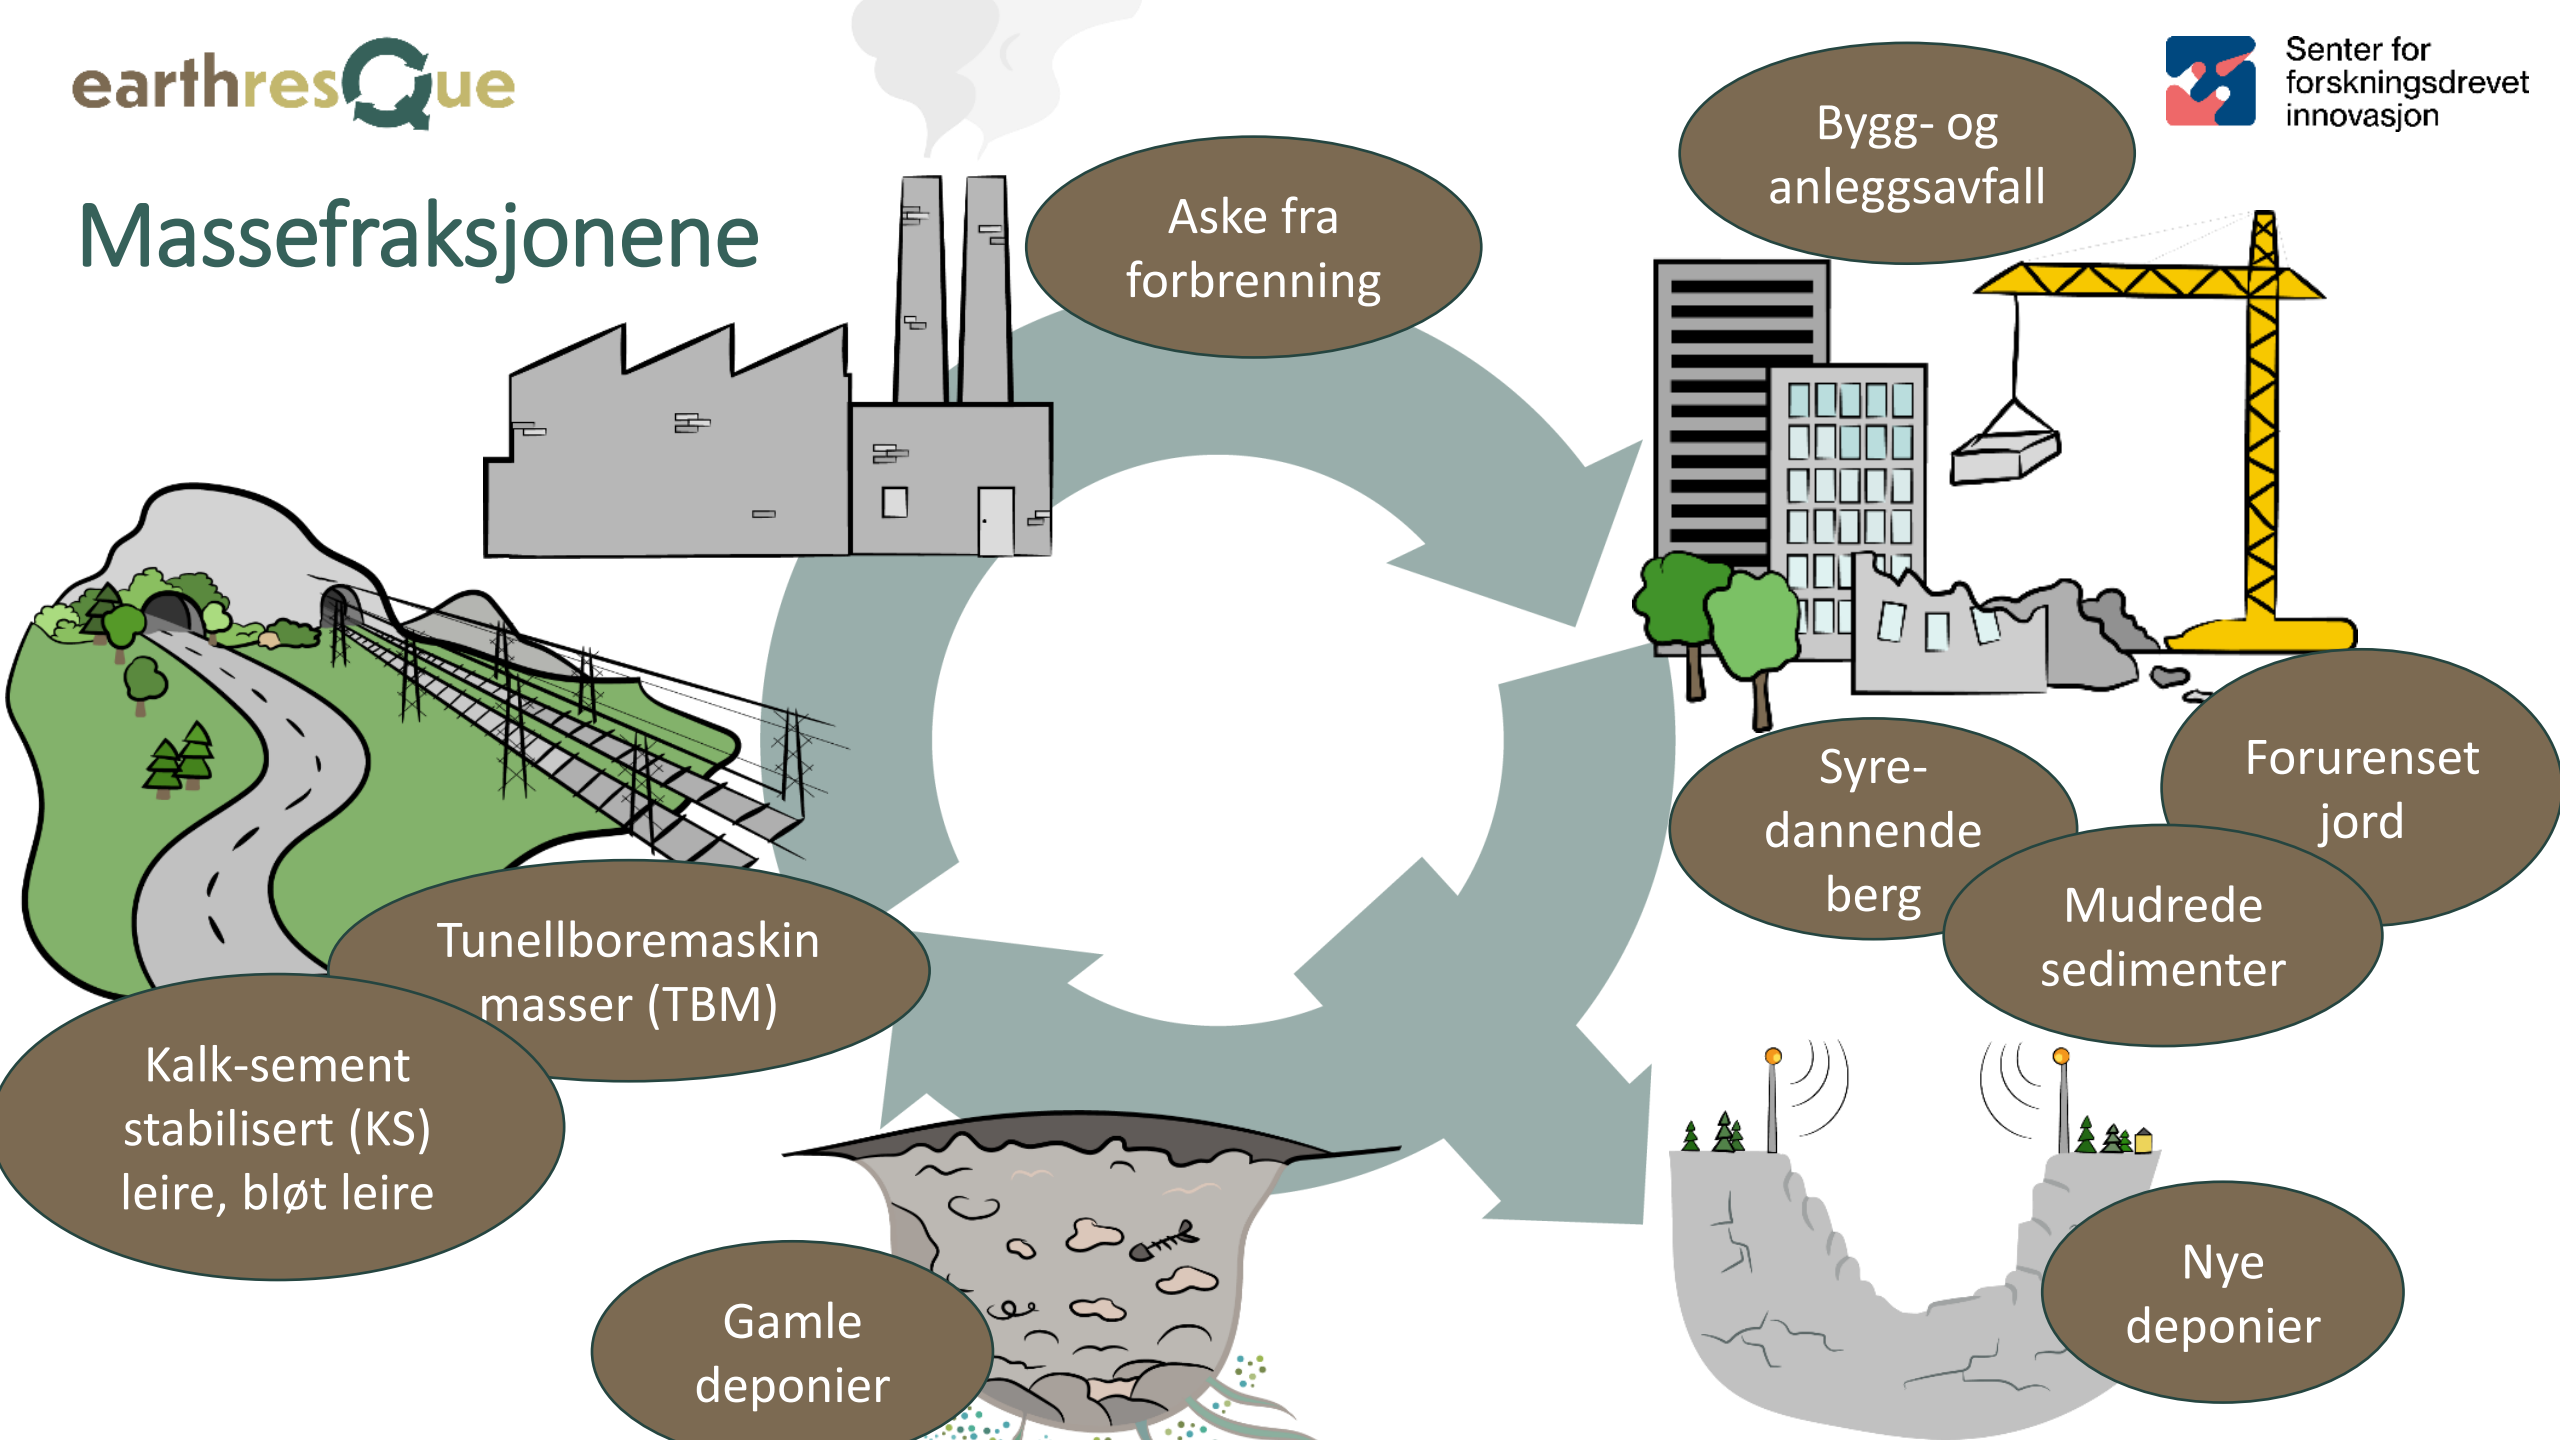 earthresQue
Senter for
forskningsdrevet
innovasjon
Massefraksjonene
Aske fra
forbrenning
Bygg- og
anleggsavfall
Syre-
dannende
berg
Forurenset
jord
Mudrede
sedimenter
Tunellboremaskin
masser (TBM)
Kalk-sement
stabilisert (KS)
leire, bløt leire
Gamle
deponier
Nye
deponier